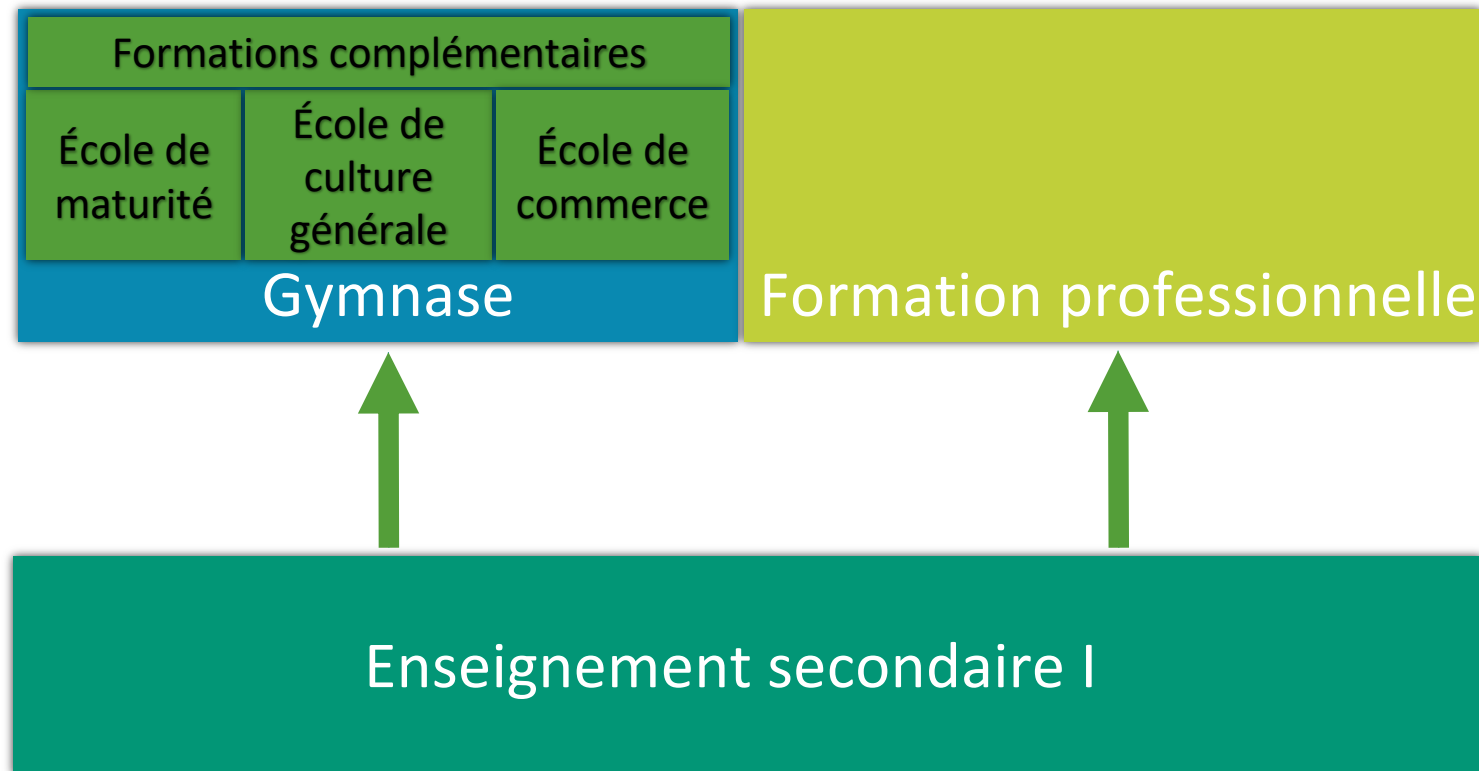 Formations complémentaires
École de
maturité
École de
culture
générale
École de
commerce
Gymnase
Formation professionnelle
Enseignement secondaire I